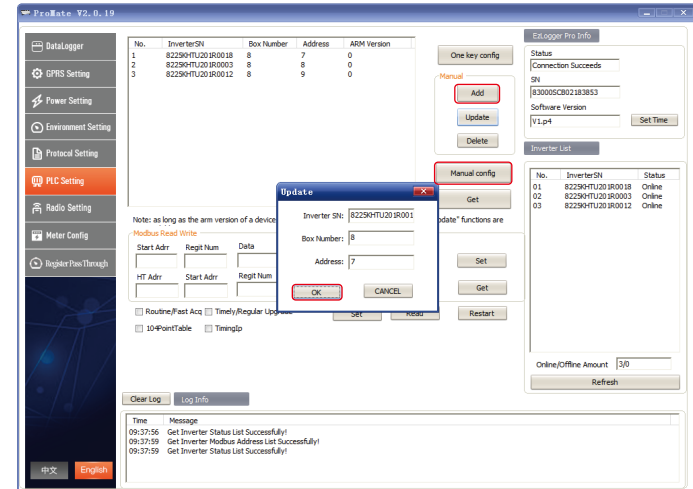 ProMate V2.0.19
DataLogger
GPRS Setting
Power Setting
Environment Setting
Protocol Setting
PLC Setting
Radio Setting
Meter Config
RegisterPassThrough
中文 English
No. InverterSN Box Number Address ARM Version
1 8225KHTU201R0018 8 7 0
2 8225KHTU201R0003 8 8 0
3 8225KHTU201R0012 8 9 0
One key config
Manual
Add
Update
Delete
Manual config
Get
Note: as long as the arm version of a device
pdate" functions are
Modbus Read Write
Start Adrr Regit Num Data
Set
HT Adrr Start Adrr Regit Num
Get
Routine/Fast Acq Timely/Regular Upgrade Set Read Restart
104PointTable TimingIp
Update
Inverter SN: 8225KHTU201R001
Box Number: 8
Address: 7
OK CANCEL
EzLogger Pro Info
Status
Connection Succeeds
SN
83000SCB02183853
Software Version
V1.p4 Set Time
Inverter List
No. InverterSN Status
01 8225KHTU201R0018 Online
02 8225KHTU201R0003 Online
03 8225KHTU201R0012 Online
Online/Offline Amount 3/0
Refresh
Clear Log Log Info
Time Message
09:37:56 Get Inverter Status List Successfully!
09:37:59 Get Inverter Modbus Address List Successfully!
09:37:59 Get Inverter Status List Successfully!